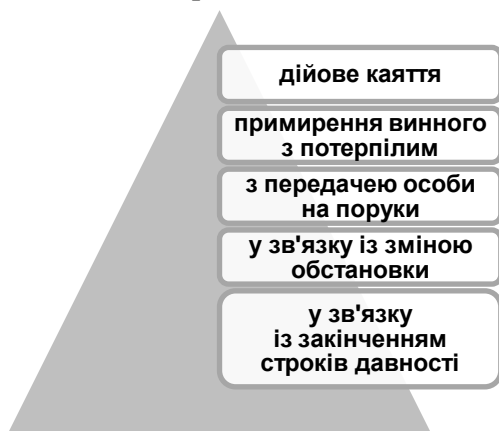 дійове каяття
примирення винного
з потерпілим
з передачею особи
на поруки
у зв'язку із зміною
обстановки
у зв'язку
із закінченням
строків давності